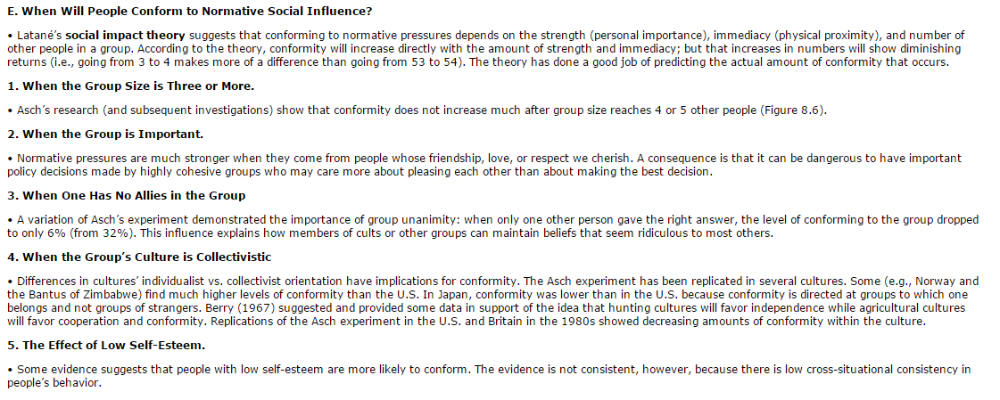 E. When Will People Conform to Normative Social Influence?
• Latané’s social impact theory suggests that conforming to normative pressures depends on the strength (personal importance), immediacy (physical proximity), and number of
other people in a group. According to the theory, conformity will increase directly with the amount of strength and immediacy; but that increases in numbers will show diminishing
returns (i.e., going from 3 to 4 makes more of a difference than going from 53 to 54). The theory has done a good job of predicting the actual amount of conformity that occurs.
1. When the Group Size is Three or More.
• Asch’s research (and subsequent investigations) show that conformity does not increase much after group size reaches 4 or 5 other people (Figure 8.6).
2. When the Group is Important.
• Normative pressures are much stronger when they come from people whose friendship, love, or respect we cherish. A consequence is that it can be dangerous to have important
policy decisions made by highly cohesive groups who may care more about pleasing each other than about making the best decision.
3. When One Has No Allies in the Group
• A variation of Asch’s experiment demonstrated the importance of group unanimity: when only one other person gave the right answer, the level of conforming to the group dropped
to only 6% (from 32%). This influence explains how members of cults or other groups can maintain beliefs that seem ridiculous to most others.
4. When the Group’s Culture is Collectivistic
• Differences in cultures’ individualist vs. collectivist orientation have implications for conformity. The Asch experiment has been replicated in several cultures. Some (e.g., Norway and
the Bantus of Zimbabwe) find much higher levels of conformity than the U.S. In Japan, conformity was lower than in the U.S. because conformity is directed at groups to which one
belongs and not groups of strangers. Berry (1967) suggested and provided some data in support of the idea that hunting cultures will favor independence while agricultural cultures
will favor cooperation and conformity. Replications of the Asch experiment in the U.S. and Britain in the 1980s showed decreasing amounts of conformity within the culture.
5. The Effect of Low Self-Esteem.
• Some evidence suggests that people with low self-esteem are more likely to conform. The evidence is not consistent, however, because there is low cross-situational consistency in
people’s behavior.